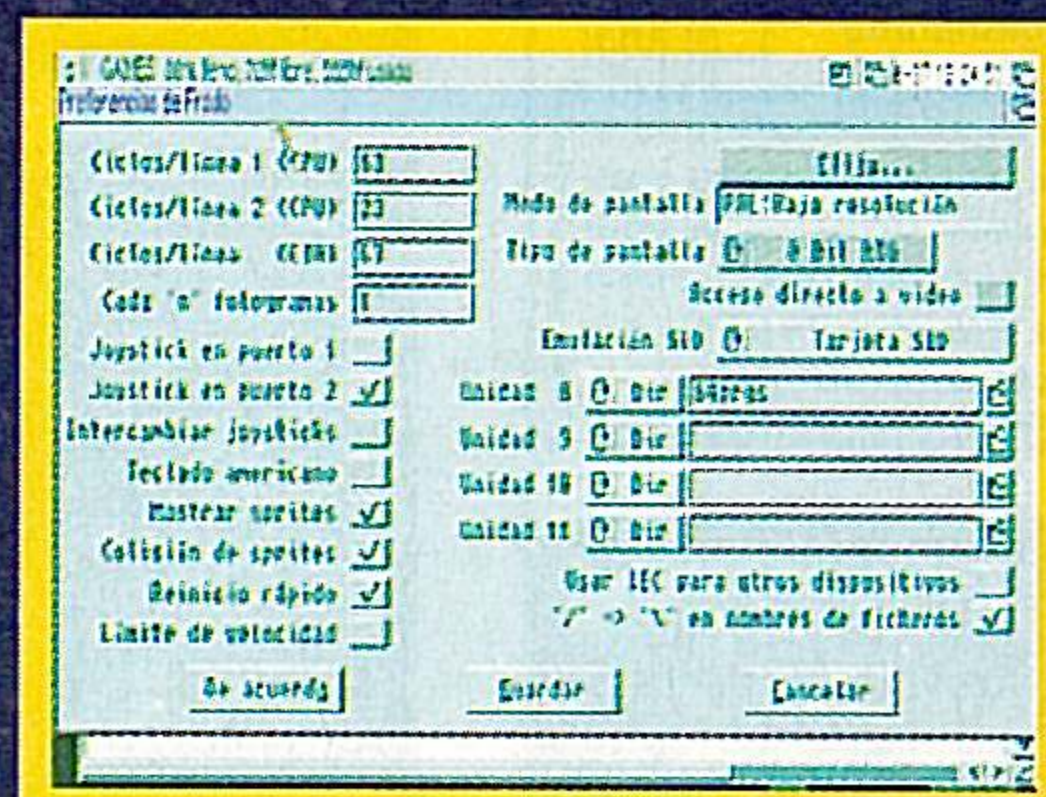 Preferencias de Frodo
Ciclos/línea 1 (CPU) 63
Ciclos/línea 2 (CPU) 23
Ciclos/línea
Cada "n" fotogramas 1
Joystick en puerto 1
Joystick en puerto 2
Intercambiar joysticks
Teclado americano
Mostrar sprites
Colisión de sprites
Reinicio rápido
Límite de velocidad
Modo de pantalla PAL:Baja resolución
Tipo de pantalla 8 Bit
Acceso directo a vídeo
Emulación SID Tarjeta SID
Unidad 8 Dir
Unidad 9 Dir
Unidad 10 Dir
Unidad 11 Dir
Usar IEC para otros dispositivos
"/" -> "\" en nombres de ficheros
De acuerdo
Guardar
Cancelar